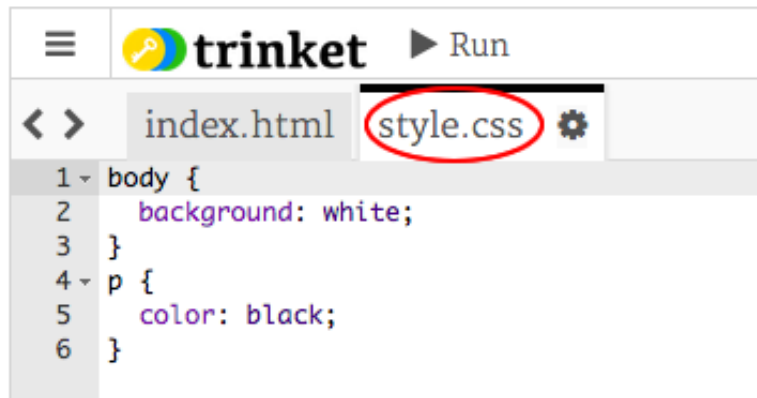 trinket Run
index.html style.css
1 body {
2 background: white;
3 }
4 p {
5 color: black;
6 }